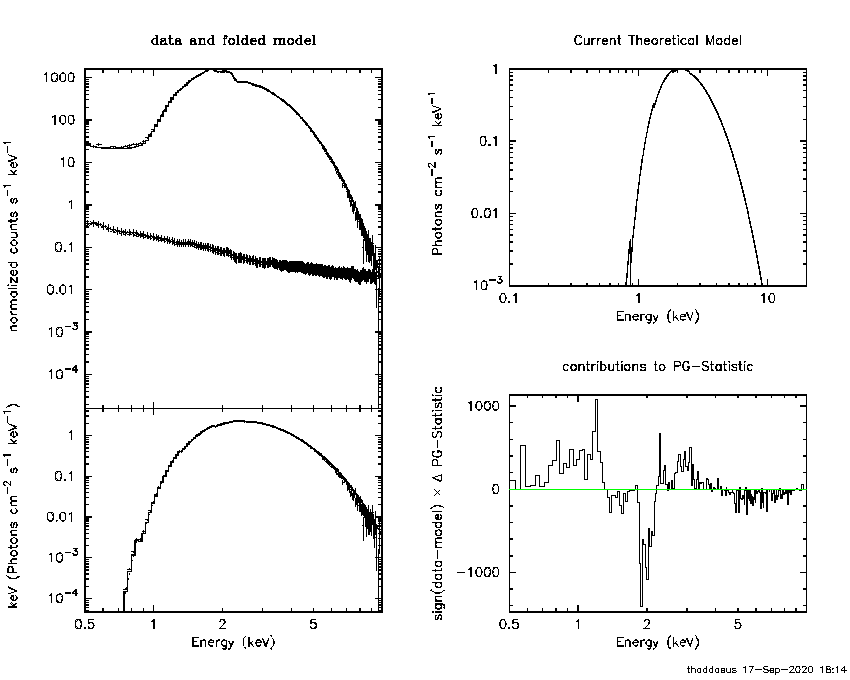 data and folded model
normalized counts s⁻¹ keV⁻¹
1000
100
10
1
0.1
0.01
10⁻³
10⁻⁴
keV (Photons cm⁻² s⁻¹ keV⁻¹)
1
0.1
0.01
10⁻³
10⁻⁴
0.5 1 2 5
Energy (keV)
Current Theoretical Model
Photons cm⁻² s⁻¹ keV⁻¹
1
0.1
0.01
10⁻³
0.1 1 10
Energy (keV)
contributions to PG−Statistic
sign(data−model) × Δ PG−Statistic
1000
0
−1000
0.5 1 2 5
Energy (keV)
thaddaeus 17−Sep−2020 18:14